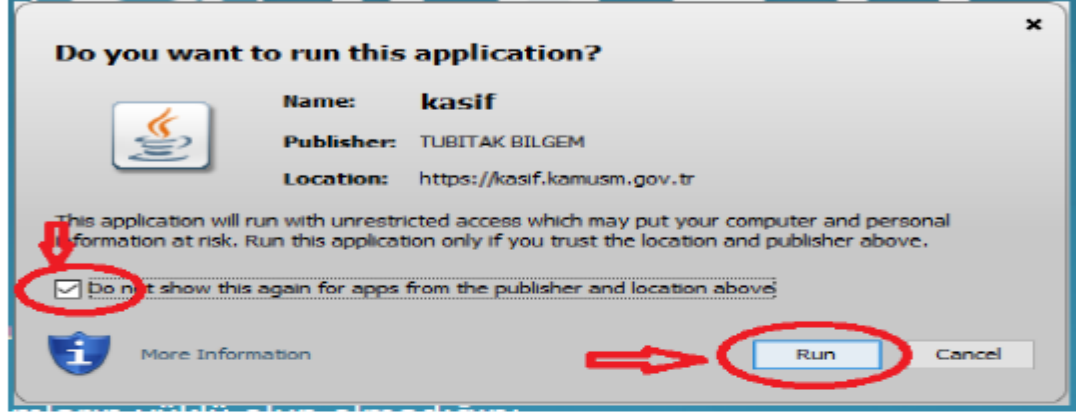 Do you want to run this application?
Name: kasif
Publisher: TUBITAK BILGEM
Location: https://kasif.kamusm.gov.tr
This application will run with unrestricted access which may put your computer and personal
information at risk. Run this application only if you trust the location and publisher above.
Do not show this again for apps from the publisher and location above
More Information
Run Cancel